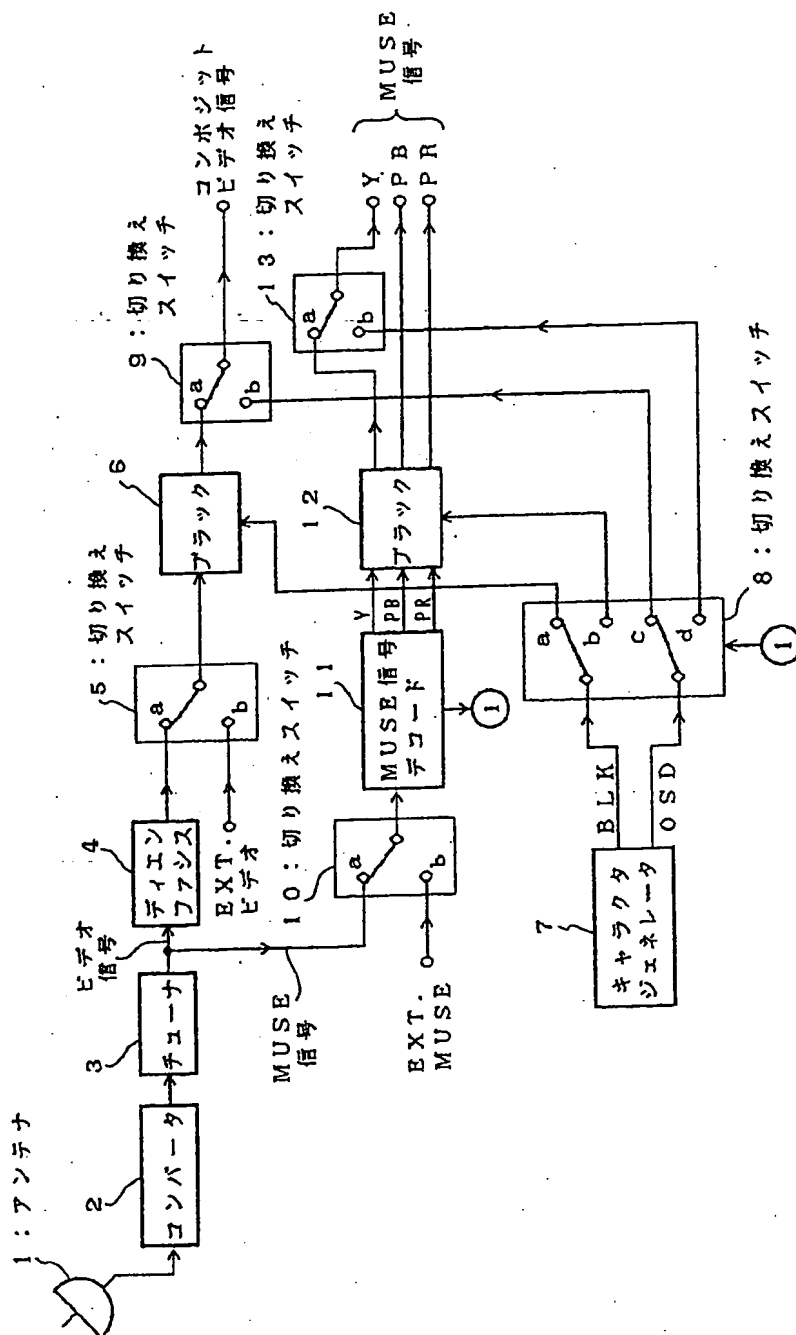 1：アンテナ
2
コンバータ
3
チューナ
ビデオ
信号
4
ディエン
ファシス
EXT.
ビデオ
5：切り換え
スイッチ
a
b
6
ブラック
9：切り換え
スイッチ
a
b
コンポジット
ビデオ信号
MUSE
信号
EXT.
MUSE
10：切り換えスイッチ
a
b
11
MUSE信号
デコード
1
Y
PB
PR
12
ブラック
13：切り換え
スイッチ
a
b
Y
PB
PR
MUSE
信号
7
キャラクタ
ジェネレータ
BLK
OSD
a
b
c
d
8：切り換えスイッチ
1